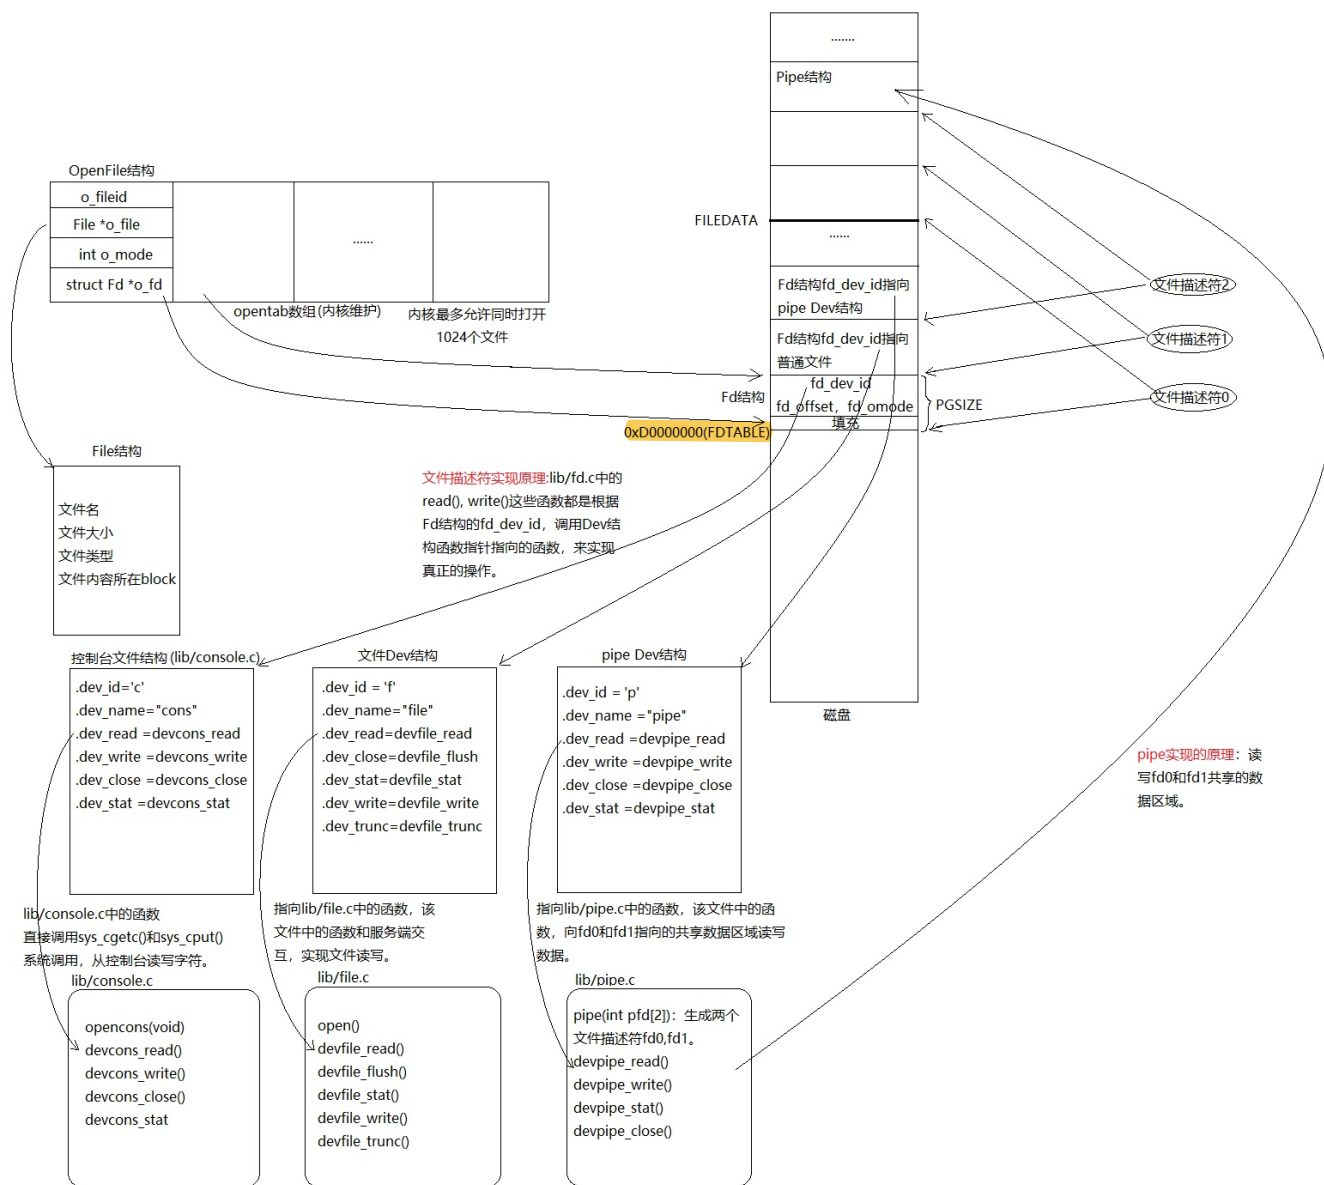 .......
Pipe结构
OpenFile结构
o_fileid
File *o_file
int o_mode
struct Fd *o_fd
......
opentab数组(内核维护)
内核最多允许同时打开
1024个文件
FILEDATA
......
Fd结构fd_dev_id指向
pipe Dev结构
Fd结构fd_dev_id指向
普通文件
Fd结构
fd_dev_id
fd_offset，fd_omode
填充
PGSIZE
0xD0000000(FDTABLE)
文件描述符2
文件描述符1
文件描述符0
File结构
文件名
文件大小
文件类型
文件内容所在block
文件描述符实现原理:lib/fd.c中的
read(), write()这些函数都是根据
Fd结构的fd_dev_id，调用Dev结
构函数指针指向的函数，来实现
真正的操作。
磁盘
控制台文件结构(lib/console.c)
.dev_id='c'
.dev_name="cons"
.dev_read =devcons_read
.dev_write =devcons_write
.dev_close =devcons_close
.dev_stat =devcons_stat
文件Dev结构
.dev_id = 'f'
.dev_name="file"
.dev_read=devfile_read
.dev_close=devfile_flush
.dev_stat=devfile_stat
.dev_write=devfile_write
.dev_trunc=devfile_trunc
pipe Dev结构
.dev_id = 'p'
.dev_name ="pipe"
.dev_read =devpipe_read
.dev_write =devpipe_write
.dev_close =devpipe_close
.dev_stat =devpipe_stat
pipe实现的原理：读
写fd0和fd1共享的数
据区域。
lib/console.c中的函数
直接调用sys_cgetc()和sys_cput()
系统调用，从控制台读写字符。
指向lib/file.c中的函数，该
文件中的函数和服务端交
互，实现文件读写。
指向lib/pipe.c中的函数，该文件中的函
数，向fd0和fd1指向的共享数据区域读写
数据。
lib/console.c
opencons(void)
devcons_read()
devcons_write()
devcons_close()
devcons_stat
lib/file.c
open()
devfile_read()
devfile_flush()
devfile_stat()
devfile_write()
devfile_trunc()
lib/pipe.c
pipe(int pfd[2])：生成两个
文件描述符fd0,fd1。
devpipe_read()
devpipe_write()
devpipe_stat()
devpipe_close()